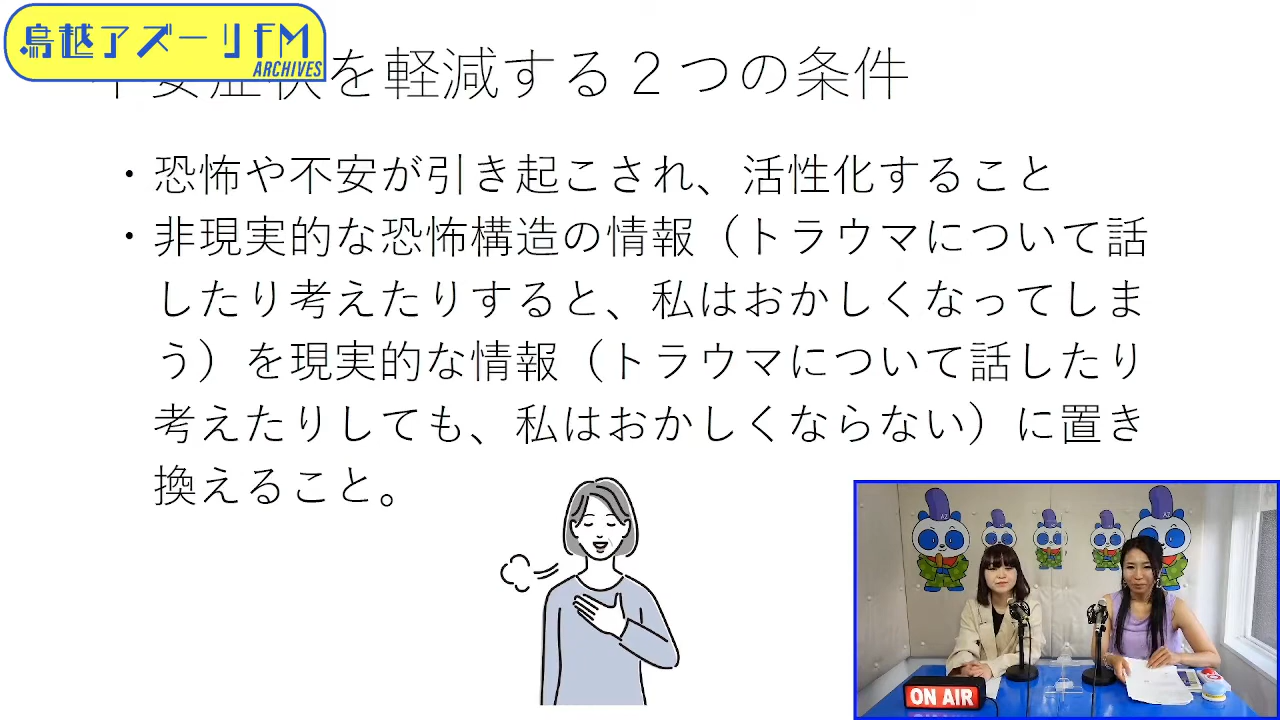 鳥越アズーリFM
ARCHIVES
不安症状を軽減する２つの条件
・恐怖や不安が引き起こされ、活性化すること
・非現実的な恐怖構造の情報（トラウマについて話
したり考えたりすると、私はおかしくなってしま
う）を現実的な情報（トラウマについて話したり
考えたりしても、私はおかしくならない）に置き
換えること。
ON AIR